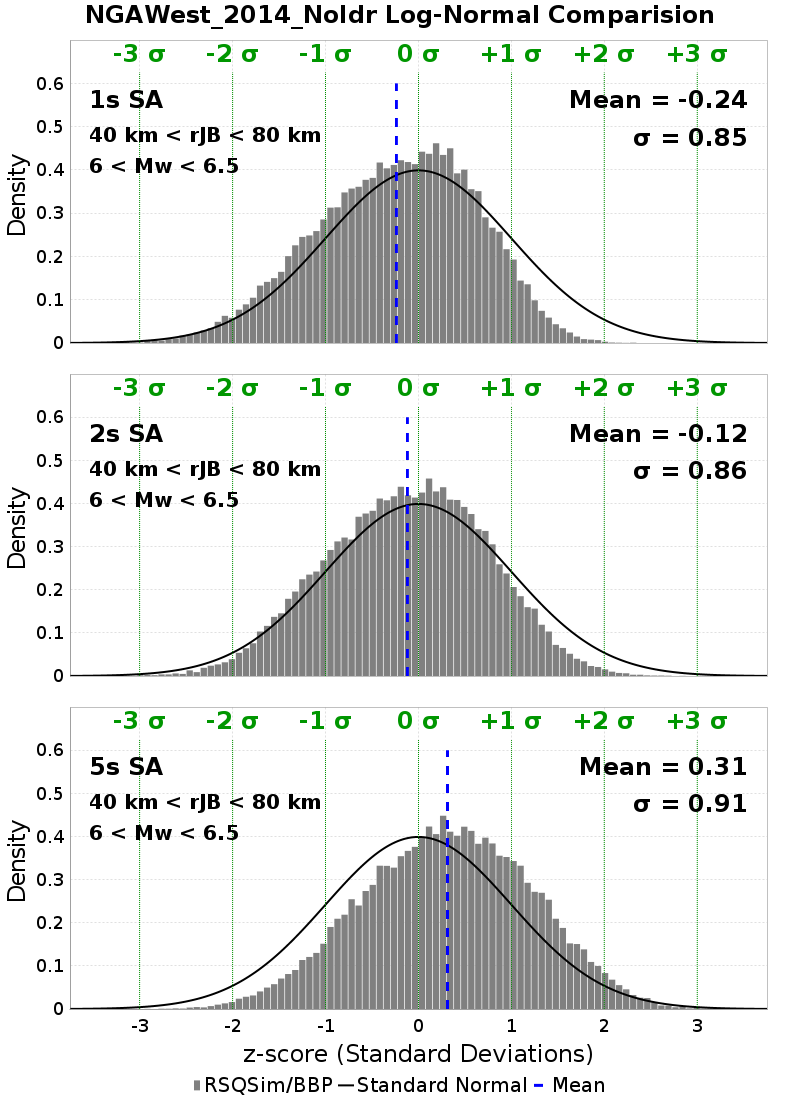 NGAWest_2014_NoIdr Log-Normal Comparision
-3 σ -2 σ -1 σ 0 σ +1 σ +2 σ +3 σ
0.6
1s SA Mean = -0.24
0.5
40 km < rJB < 80 km σ = 0.85
6 < Mw < 6.5
0.4
0.3
0.2
0.1
0
Density
-3 σ -2 σ -1 σ 0 σ +1 σ +2 σ +3 σ
0.6
2s SA Mean = -0.12
0.5
40 km < rJB < 80 km σ = 0.86
6 < Mw < 6.5
0.4
0.3
0.2
0.1
0
Density
-3 σ -2 σ -1 σ 0 σ +1 σ +2 σ +3 σ
0.6
5s SA Mean = 0.31
0.5
40 km < rJB < 80 km σ = 0.91
6 < Mw < 6.5
0.4
0.3
0.2
0.1
0
Density
-3 -2 -1 0 1 2 3
z-score (Standard Deviations)
RSQSim/BBP Standard Normal Mean